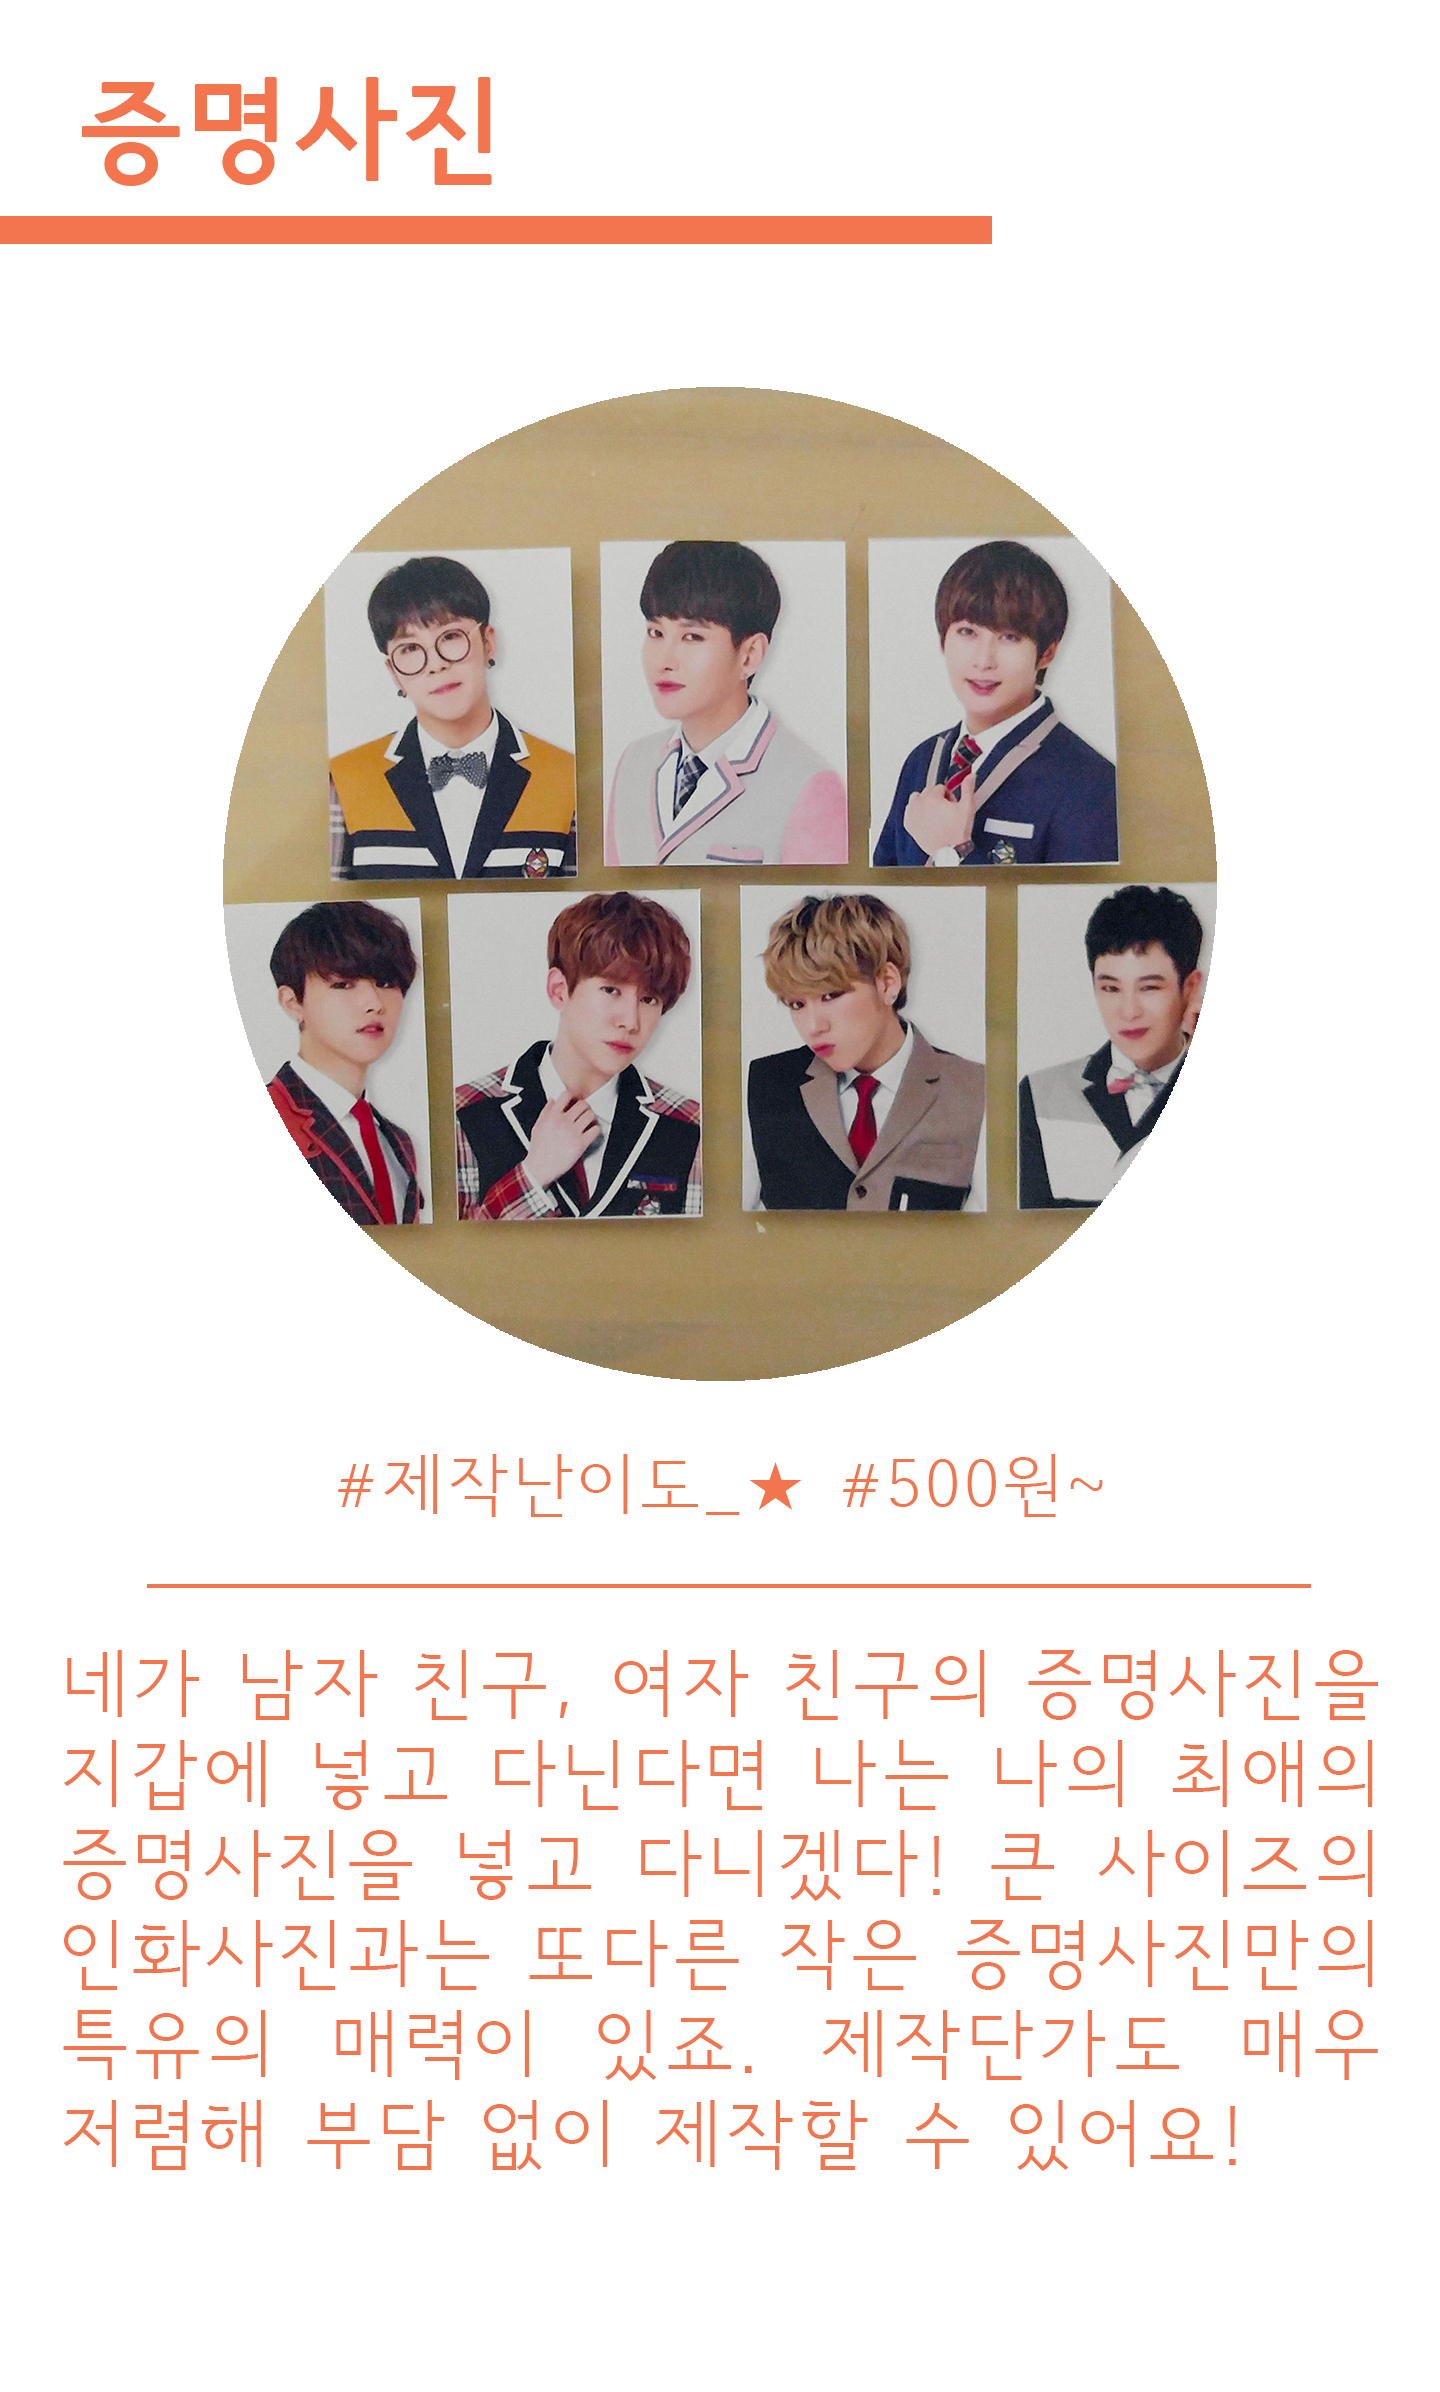 증명사진
#제작난이도_★ #500원~
네가 남자 친구, 여자 친구의 증명사진을
지갑에 넣고 다닌다면 나는 나의 최애의
증명사진을 넣고 다니겠다! 큰 사이즈의
인화사진과는 또다른 작은 증명사진만의
특유의 매력이 있죠. 제작단가도 매우
저렴해 부담 없이 제작할 수 있어요!